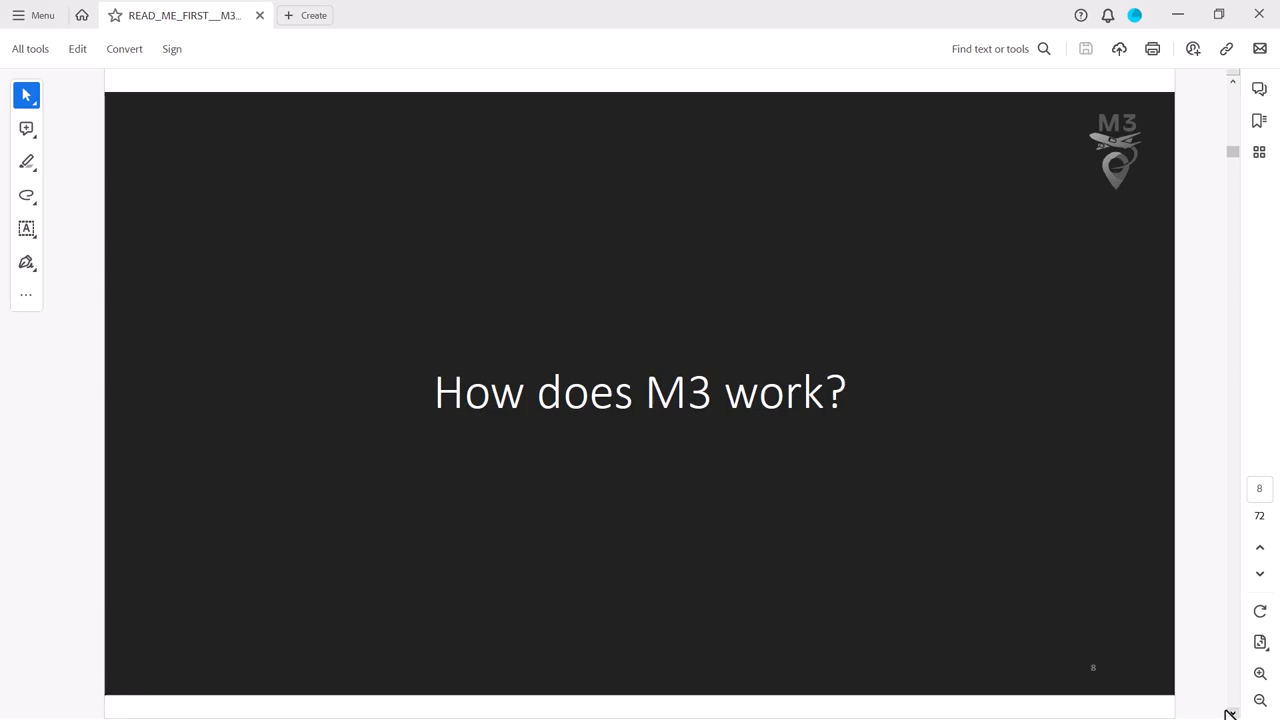 Menu
READ_ME_FIRST__M3...
Create
All tools
Edit
Convert
Sign
Find text or tools
M3
How does M3 work?
8
8
72